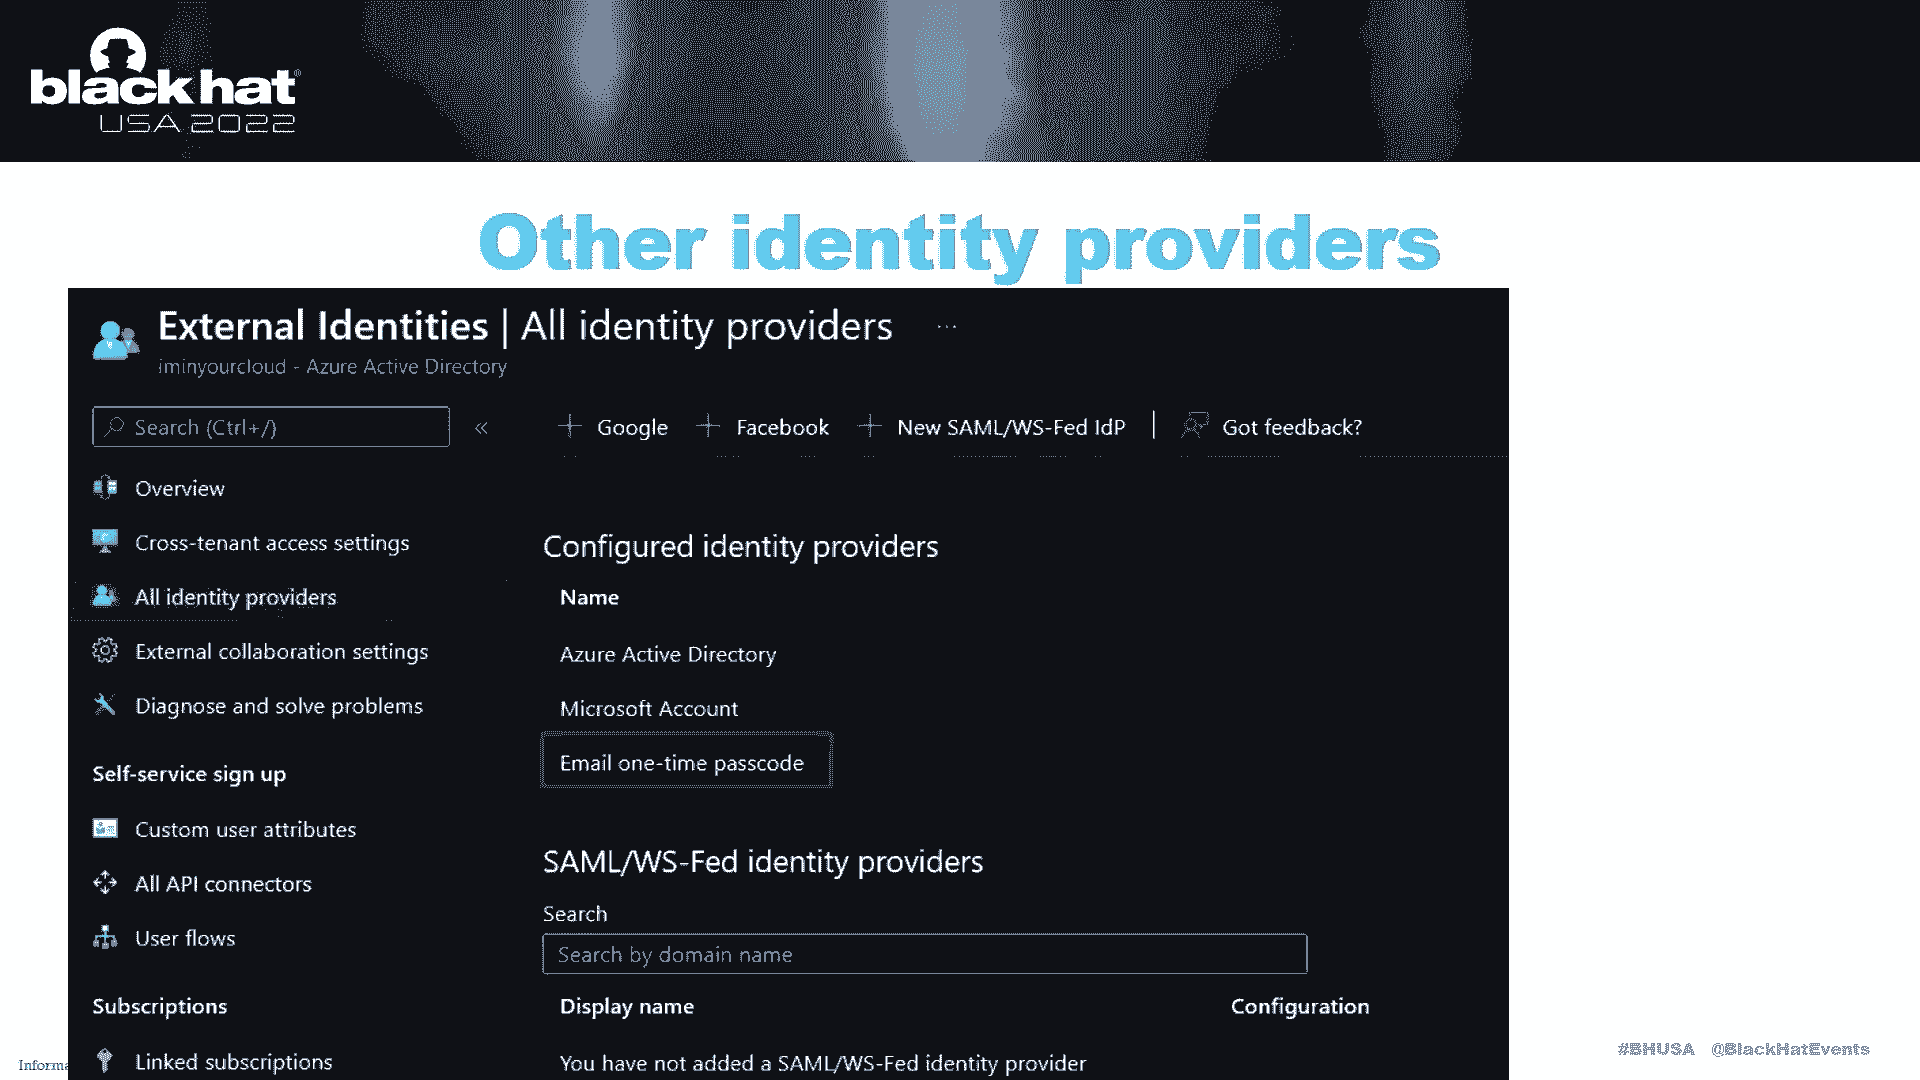 black hat®
USA 2022
Other identity providers
External Identities | All identity providers ...
iminyourcloud - Azure Active Directory
Search (Ctrl+/) «
Google Facebook New SAML/WS-Fed IdP | Got feedback?
Overview
Cross-tenant access settings
All identity providers
External collaboration settings
Diagnose and solve problems
Self-service sign up
Custom user attributes
All API connectors
User flows
Subscriptions
Linked subscriptions
Configured identity providers
Name
Azure Active Directory
Microsoft Account
Email one-time passcode
SAML/WS-Fed identity providers
Search
Search by domain name
Display name Configuration
You have not added a SAML/WS-Fed identity provider
Informa
#BHUSA @BlackHatEvents